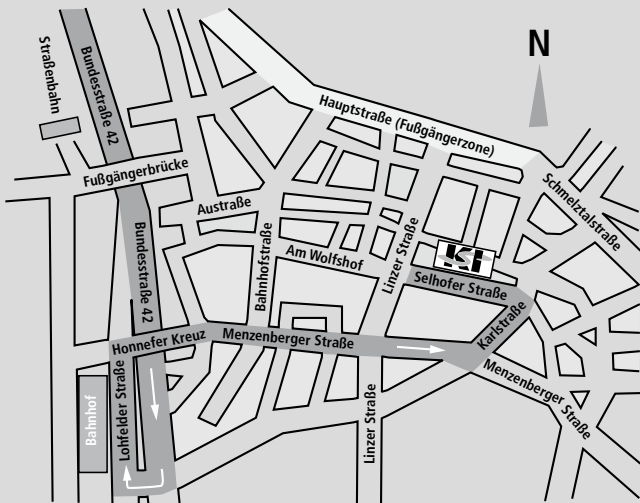 N
Straßenbahn
Bundesstraße 42
Hauptstraße (Fußgängerzone)
Fußgängerbrücke
Schmelztalstraße
Austraße
Bundesstraße 42
Bahnhofstraße
Am Wolfshof
Linzer Straße
Selhofer Straße
Karlstraße
Honnefer Kreuz
Menzenberger Straße
Menzenberger Straße
Lohfelder Straße
Bahnhof
Linzer Straße